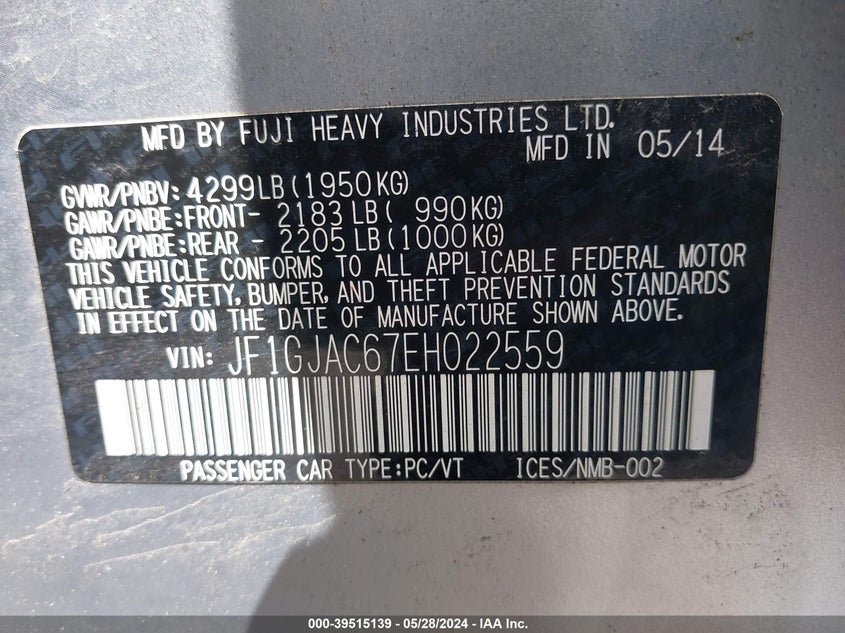 MFD BY FUJI HEAVY INDUSTRIES LTD.
MFD IN 05/14
GVWR/PNBV: 4299LB (1950KG)
GAWR/PNBE:FRONT- 2183 LB ( 990KG)
GAWR/PNBE:REAR - 2205 LB (1000KG)
THIS VEHICLE CONFORMS TO ALL APPLICABLE FEDERAL MOTOR
VEHICLE SAFETY, BUMPER, AND THEFT PREVENTION STANDARDS
IN EFFECT ON THE DATE OF MANUFACTURE SHOWN ABOVE.
VIN: JF1GJAC67EH022559
PASSENGER CAR TYPE:PC/VT ICES/NMB-002
000-39515139 - 05/28/2024 - IAA Inc.